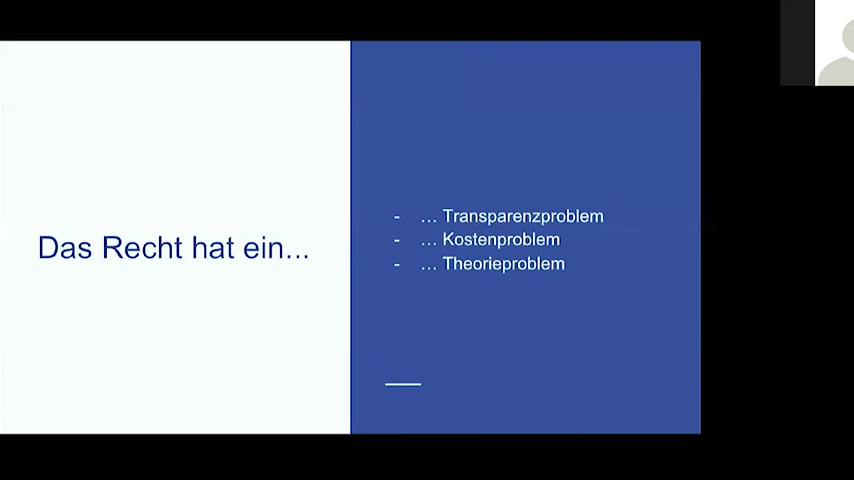 Das Recht hat ein...
- … Transparenzproblem
- … Kostenproblem
- … Theorieproblem